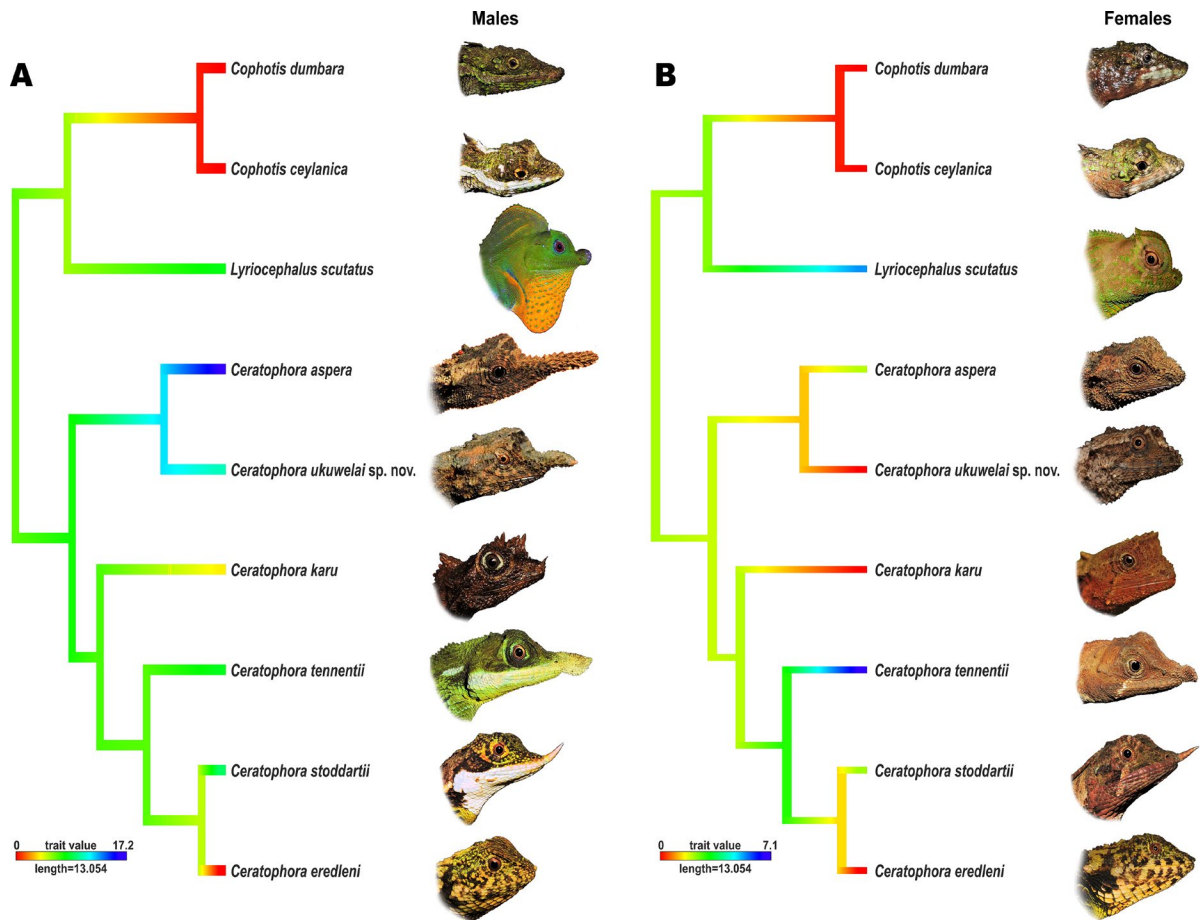 Males
A
Cophotis dumbara
Cophotis ceylanica
Lyriocephalus scutatus
Ceratophora aspera
Ceratophora ukuwelai sp. nov.
Ceratophora karu
Ceratophora tennentii
Ceratophora stoddartii
Ceratophora eredleni
0 trait value 17.2
length=13.054
Females
B
Cophotis dumbara
Cophotis ceylanica
Lyriocephalus scutatus
Ceratophora aspera
Ceratophora ukuwelai sp. nov.
Ceratophora karu
Ceratophora tennentii
Ceratophora stoddartii
Ceratophora eredleni
0 trait value 7.1
length=13.054